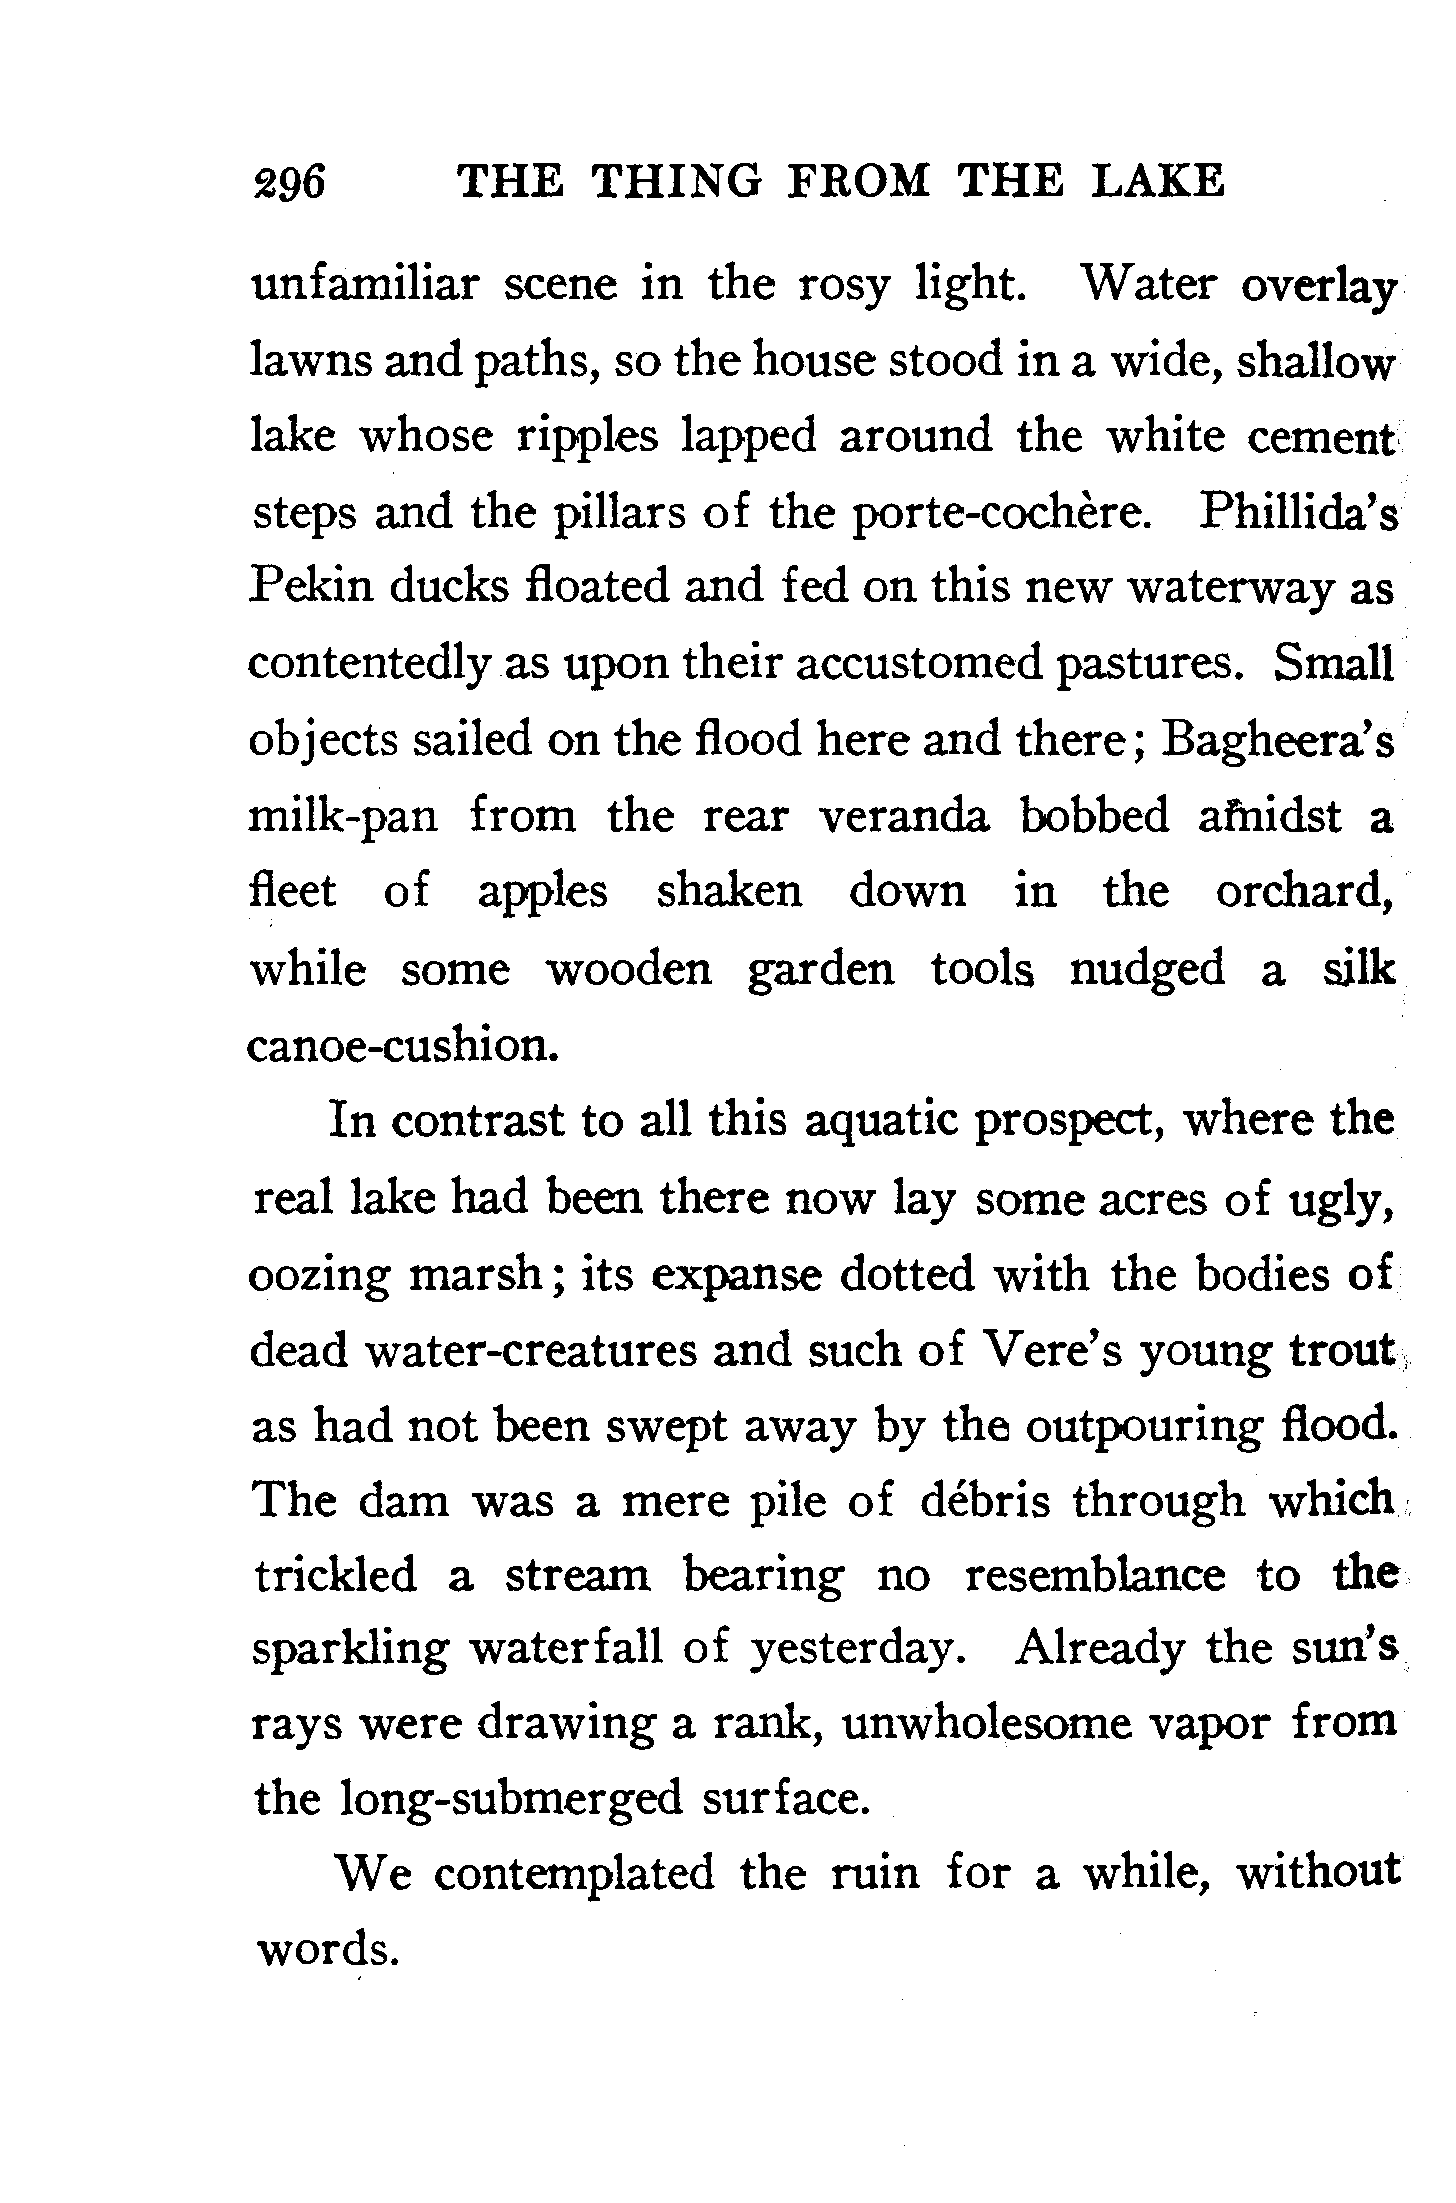 296 THE THING FROM THE LAKE
unfamiliar scene in the rosy light. Water overlay
lawns and paths, so the house stood in a wide, shallow
lake whose ripples lapped around the white cement
steps and the pillars of the porte-cochère. Phillida's
Pekin ducks floated and fed on this new waterway as
contentedly as upon their accustomed pastures. Small
objects sailed on the flood here and there; Bagheera's
milk-pan from the rear veranda bobbed amidst a
fleet of apples shaken down in the orchard,
while some wooden garden tools nudged a silk
canoe-cushion.
In contrast to all this aquatic prospect, where the
real lake had been there now lay some acres of ugly,
oozing marsh; its expanse dotted with the bodies of
dead water-creatures and such of Vere's young trout
as had not been swept away by the outpouring flood.
The dam was a mere pile of débris through which
trickled a stream bearing no resemblance to the
sparkling waterfall of yesterday. Already the sun's
rays were drawing a rank, unwholesome vapor from
the long-submerged surface.
We contemplated the ruin for a while, without
words.